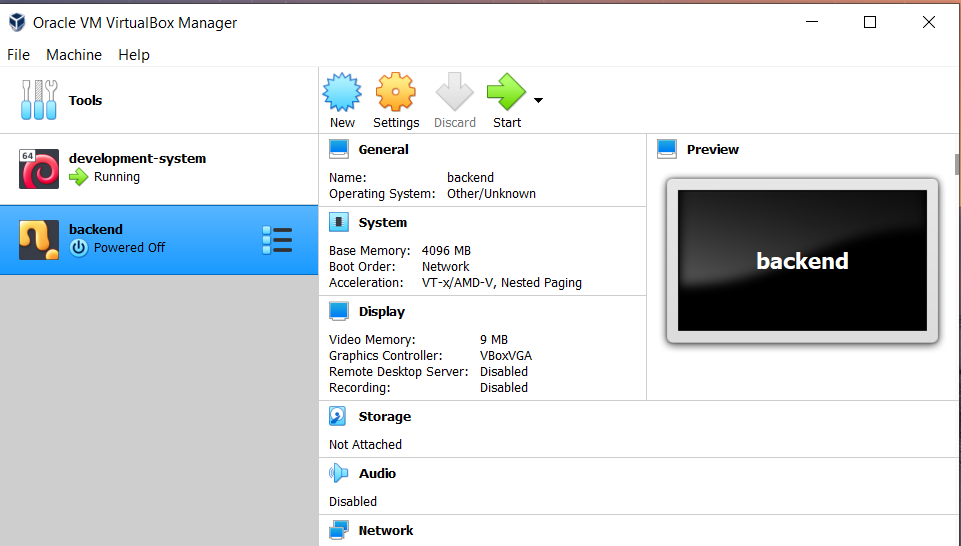 Oracle VM VirtualBox Manager
File Machine Help
Tools
New Settings Discard Start
64
development-system
Running
backend
Powered Off
General
Name: backend
Operating System: Other/Unknown
System
Base Memory: 4096 MB
Boot Order: Network
Acceleration: VT-x/AMD-V, Nested Paging
Display
Video Memory: 9 MB
Graphics Controller: VBoxVGA
Remote Desktop Server: Disabled
Recording: Disabled
Storage
Not Attached
Audio
Disabled
Network
Preview
backend